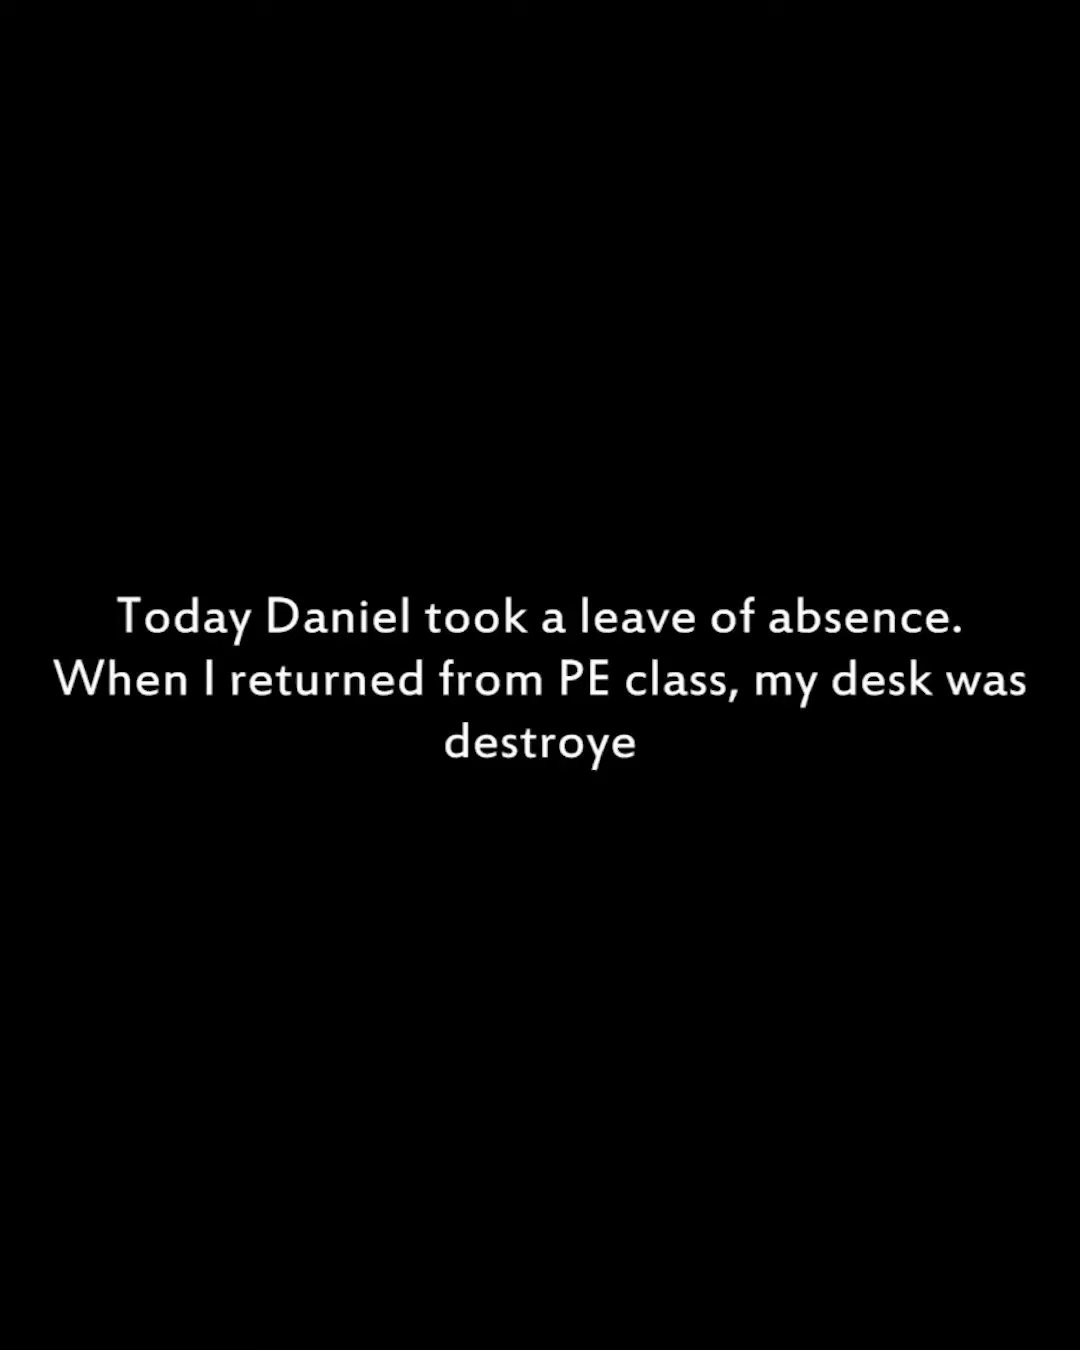 Today Daniel took a leave of absence.
When I returned from PE class, my desk was
destroye